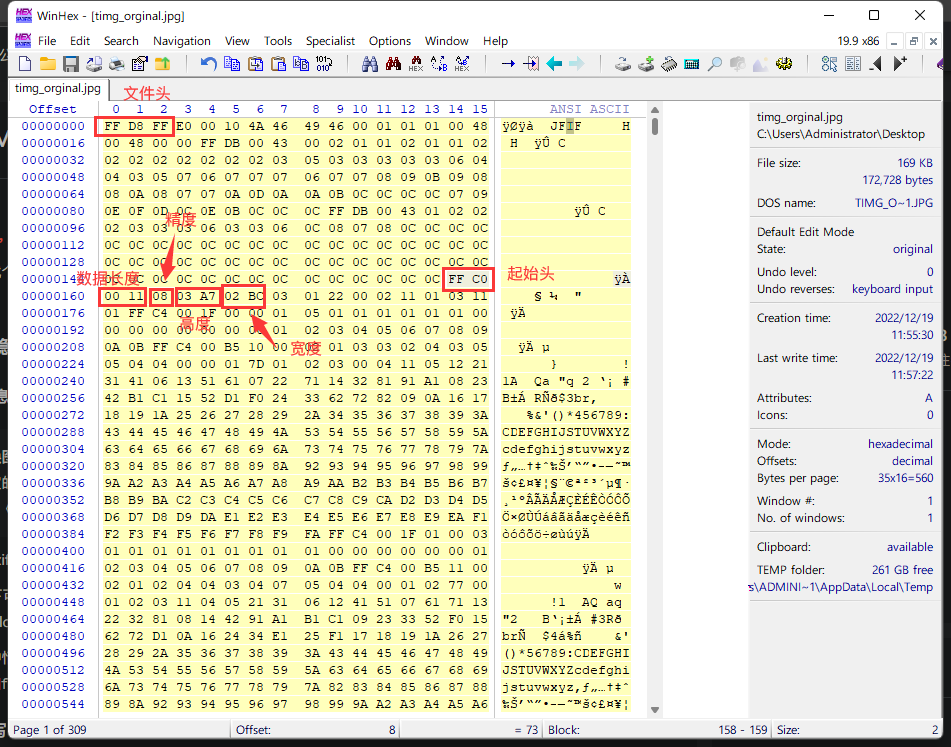 WinHex - [timg_orginal.jpg]
File Edit Search Navigation View Tools Specialist Options Window Help
19.9 x86
timg_orginal.jpg
文件头
Offset 0 1 2 3 4 5 6 7 8 9 10 11 12 13 14 15 ANSI ASCII
00000000 FF D8 FF E0 00 10 4A 46 49 46 00 01 01 00 00 48 ÿØÿà JFIF H
00000016 00 48 00 00 FF DB 00 43 00 01 02 01 01 02 01 01 H ÿÛ C
00000032 02 02 02 02 02 02 02 03 05 03 03 03 03 03 06 04
00000048 04 03 05 07 06 07 07 07 06 07 07 08 09 0B 09 08
00000064 08 0A 08 07 07 0A 0D 0A 0A 0B 0C 0C 0C 0C 07 09
00000080 0E 0F 0D 0C 0E 0B 0C 0C 0C FF DB 00 43 01 02 02 ÿÛ C
精度
00000096 02 03 03 03 06 03 03 06 0C 08 07 08 0C 0C 0C 0C
00000112 0C 0C 0C 0C 0C 0C 0C 0C 0C 0C 0C 0C 0C 0C 0C 0C
00000128 0C 0C 0C 0C 0C 0C 0C 0C 0C 0C 0C 0C 0C 0C 0C 0C
数据长度
起始头
0C 0C 0C 0C 0C 0C 0C 0C 0C 0C 0C 0C FF C0 ÿÀ
00000160 00 11 08 03 A7 02 BC 03 01 22 00 02 11 01 03 11 § ¼ "
00000176 01 FF C4 00 1F 00 00 01 05 01 01 01 01 01 01 00 ÿÄ
高度
00000192 00 00 00 00 00 00 00 00 01 02 03 04 05 06 07 08 09
宽度
00000208 0A 0B FF C4 00 B5 10 00 01 03 03 02 04 03 05 ÿÄ µ
00000224 05 04 04 00 00 01 7D 01 02 03 00 04 11 05 12 21 } !
00000240 31 41 06 13 51 61 07 22 71 14 32 81 91 A1 08 23 1A Qa "q 2 ‘¡ #
00000256 42 B1 C1 15 52 D1 F0 24 33 62 72 82 09 0A 16 17 B±Á RÑð$3br‚
00000272 18 19 1A 25 26 27 28 29 2A 34 35 36 37 38 39 3A %&'()*456789:
00000288 43 44 45 46 47 48 49 4A 53 54 55 56 57 58 59 5A CDEFGHIJSTUVWXYZ
00000304 63 64 65 66 67 68 69 6A 73 74 75 76 77 78 79 7A cdefghijstuvwxyz
00000320 83 84 85 86 87 88 89 8A 92 93 94 95 96 97 98 99 ƒ„…†‡ˆ‰Š’“”•–—˜™
00000336 9A A2 A3 A4 A5 A6 A7 A8 A9 AA B2 B3 B4 B5 B6 B7 š¢£¤¥¦§¨©ª²³´µ¶·
00000352 B8 B9 BA C2 C3 C4 C5 C6 C7 C8 C9 CA D2 D3 D4 D5 ¸¹ºÂÃÄÅÆÇÈÉÊÒÓÔÕ
00000368 D6 D7 D8 D9 DA E1 E2 E3 E4 E5 E6 E7 E8 E9 EA F1 Ö×ØÙÚáâãäåæçèéêñ
00000384 F2 F3 F4 F5 F6 F7 F8 F9 FA FF C4 00 1F 01 00 03 òóôõö÷øùúÿÄ
00000400 01 01 01 01 01 01 01 01 01 00 00 00 00 00 00 01
00000416 02 03 04 05 06 07 08 09 0A 0B FF C4 00 B5 11 00 ÿÄ µ
00000432 02 01 02 04 04 03 04 07 05 04 04 00 01 02 77 00 w
00000448 01 02 03 11 04 05 21 31 06 12 41 51 07 61 71 13 !1 AQ aq
00000464 22 32 81 08 14 42 91 A1 B1 C1 09 23 33 52 F0 15 "2 B‘¡±Á #3Rð
00000480 62 72 D1 0A 16 24 34 E1 25 F1 17 18 19 1A 26 27 brÑ $4á%ñ &'
00000496 28 29 2A 35 36 37 38 39 3A 43 44 45 46 47 48 49 ()*56789:CDEFGHI
00000512 4A 53 54 55 56 57 58 59 5A 63 64 65 66 67 68 69 JSTUVWXYZcdefghi
00000528 6A 73 74 75 76 77 78 79 7A 82 83 84 85 86 87 88 jstuvwxyz‚ƒ„…†‡ˆ
00000544 89 8A 92 93 94 95 96 97 98 99 9A A2 A3 A4 A5 A6 ‰Š’“”•–—˜™š¢£¤¥¦
timg_orginal.jpg
C:\Users\Administrator\Desktop
File size: 169 KB
172,728 bytes
DOS name: TIMG_O~1.JPG
Default Edit Mode
State: original
Undo level: 0
Undo reverses: keyboard input
Creation time: 2022/12/19
11:55:30
Last write time: 2022/12/19
11:57:22
Attributes: A
Icons: 0
Mode: hexadecimal
Offsets: decimal
Bytes per page: 35x16=560
Window #: 1
No. of windows: 1
Clipboard: available
TEMP folder: 261 GB free
s\ADMINI~1\AppData\Local\Temp
Page 1 of 309 Offset: 8 = 73 Block: 158 - 159 Size: 2